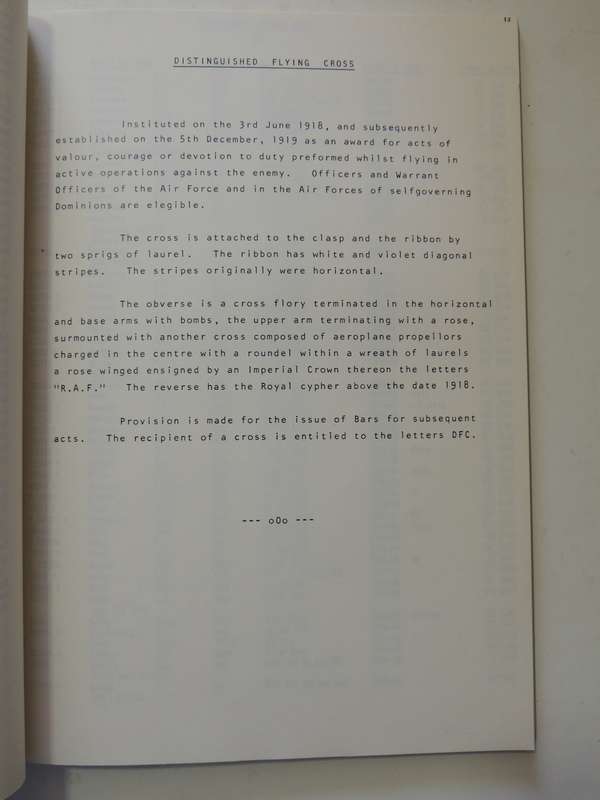 13
DISTINGUISHED FLYING CROSS
Instituted on the 3rd June 1918, and subsequently
established on the 5th December, 1919 as an award for acts of
valour, courage or devotion to duty preformed whilst flying in
active operations against the enemy. Officers and Warrant
Officers of the Air Force and in the Air Forces of selfgoverning
Dominions are elegible.
The cross is attached to the clasp and the ribbon by
two sprigs of laurel. The ribbon has white and violet diagonal
stripes. The stripes originally were horizontal.
The obverse is a cross flory terminated in the horizontal
and base arms with bombs, the upper arm terminating with a rose,
surmounted with another cross composed of aeroplane propellors
charged in the centre with a roundel within a wreath of laurels
a rose winged ensigned by an Imperial Crown thereon the letters
"R.A.F." The reverse has the Royal cypher above the date 1918.
Provision is made for the issue of Bars for subsequent
acts. The recipient of a cross is entitled to the letters DFC.
--- oOo ---